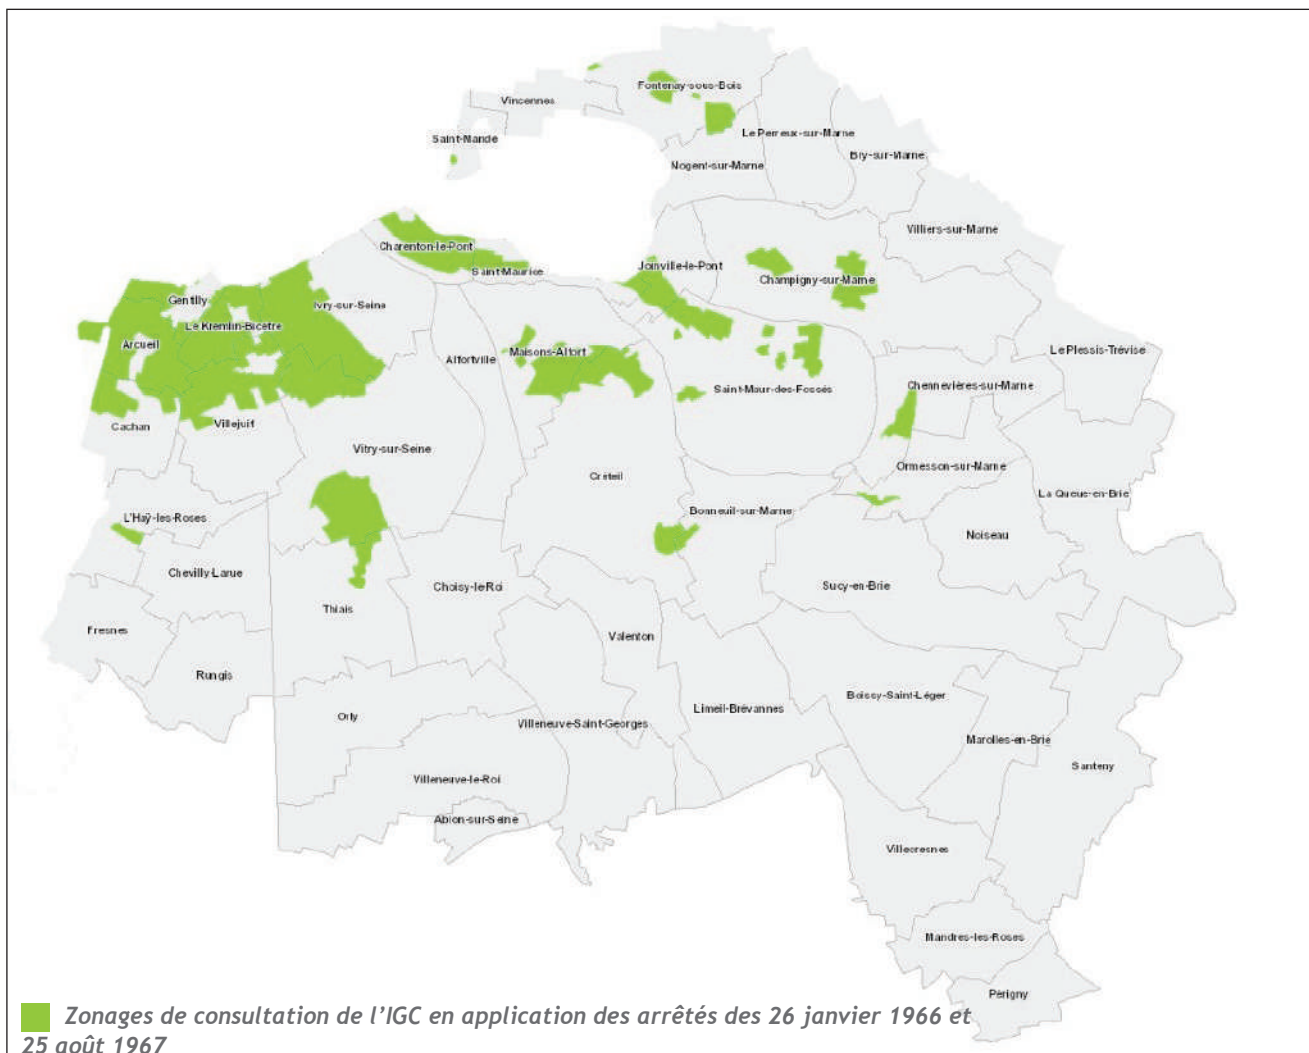 Fontenay-sous-Bois
Vincennes
Saint-Mande
Le Perreux-sur-Marne
Bry-sur-Marne
Nogent-sur-Marne
Villiers-sur-Marne
Charenton-le-Pont
Saint-Maurice
Joinville-le-Pont
Champigny-sur-Marne
Gentilly
Ivry-sur-Seine
Le Kremlin-Bicêtre
Arcueil
Alfortville
Maisons-Alfort
Le Plessis-Trévise
Saint-Maur-des-Fossés
Chennevières-sur-Marne
Cachan
Villejuif
Vitry-sur-Seine
Créteil
Ormesson-sur-Marne
La Queue-en-Brie
L'Haÿ-les-Roses
Bonneuil-sur-Marne
Noiseau
Chevilly-Larue
Choisy-le-Roi
Sucy-en-Brie
Thiais
Fresnes
Valenton
Rungis
Boissy-Saint-Léger
Limeil-Brévannes
Orly
Villeneuve-Saint-Georges
Marolles-en-Brie
Santeny
Villeneuve-le-Roi
Ablon-sur-Seine
Villecresnes
Mandres-les-Roses
Périgny
Zonages de consultation de l'IGC en application des arrêtés des 26 janvier 1966 et
25 août 1967